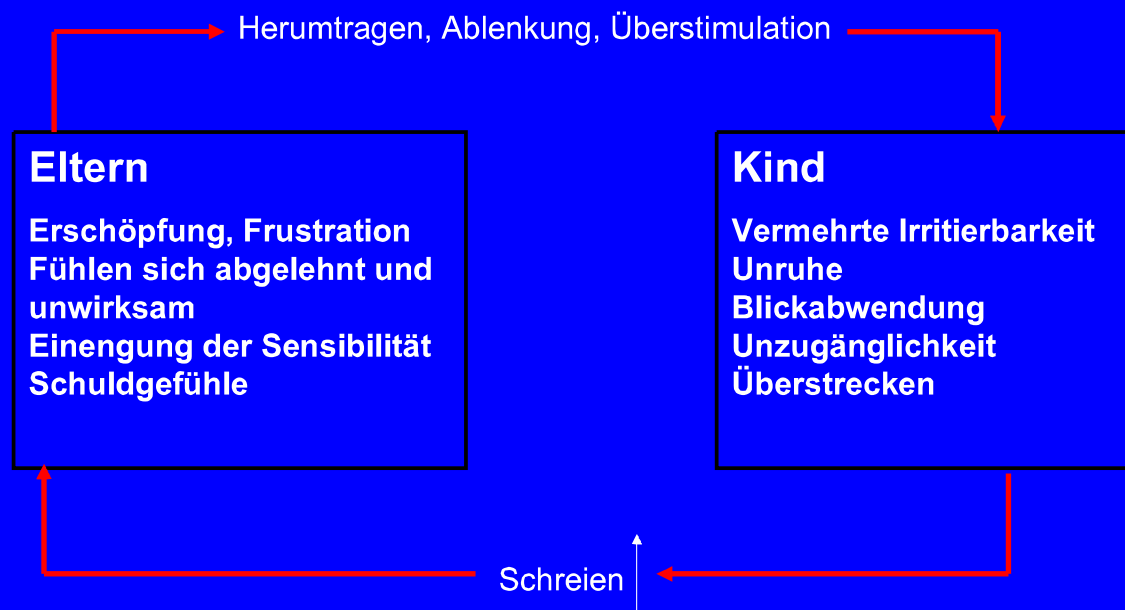 Herumtragen, Ablenkung, Überstimulation
Eltern
Erschöpfung, Frustration
Fühlen sich abgelehnt und
unwirksam
Einengung der Sensibilität
Schuldgefühle
Kind
Vermehrte Irritierbarkeit
Unruhe
Blickabwendung
Unzugänglichkeit
Überstrecken
Schreien